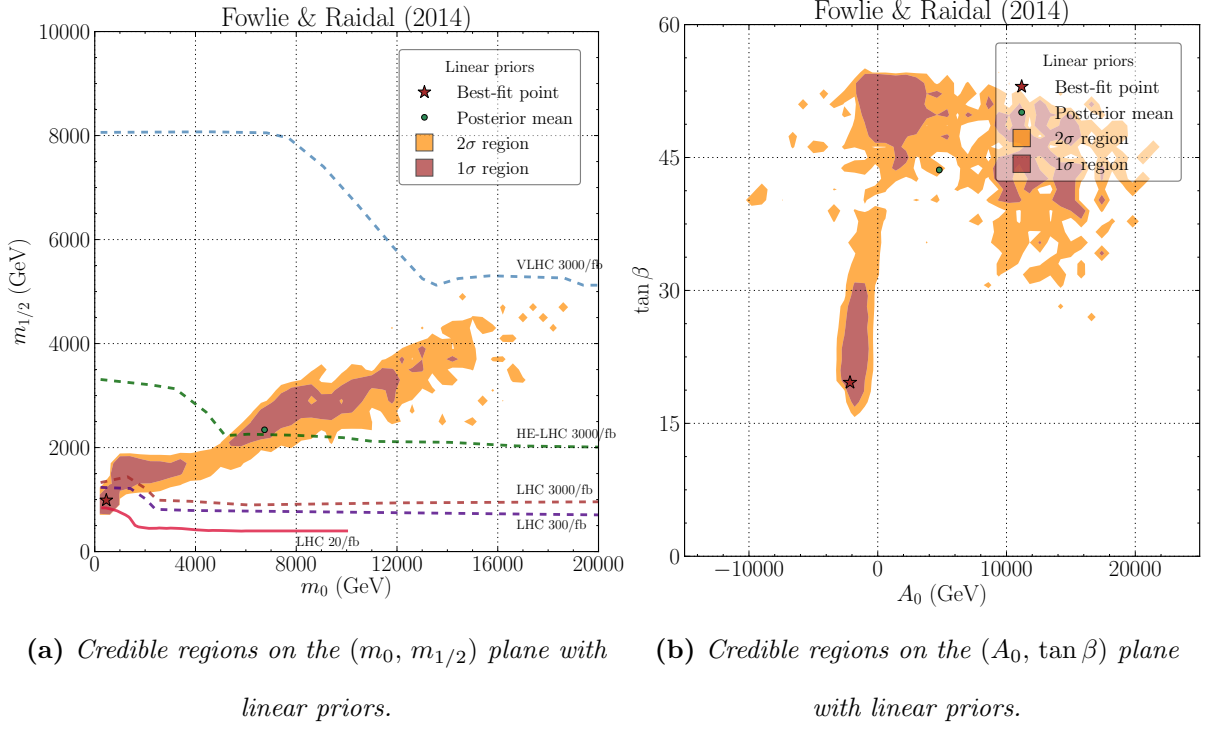 Fowlie & Raidal (2014)
10000
8000
6000
4000
2000
0
m1/2 (GeV)
Linear priors
Best-fit point
Posterior mean
2σ region
1σ region
VLHC 3000/fb
HE-LHC 3000/fb
LHC 3000/fb
LHC 300/fb
LHC 20/fb
0 4000 8000 12000 16000 20000
m0 (GeV)
(a) Credible regions on the (m0, m1/2) plane with
linear priors.
Fowlie & Raidal (2014)
60
45
30
15
0
tan β
Linear priors
Best-fit point
Posterior mean
2σ region
1σ region
−10000 0 10000 20000
A0 (GeV)
(b) Credible regions on the (A0, tan β) plane
with linear priors.